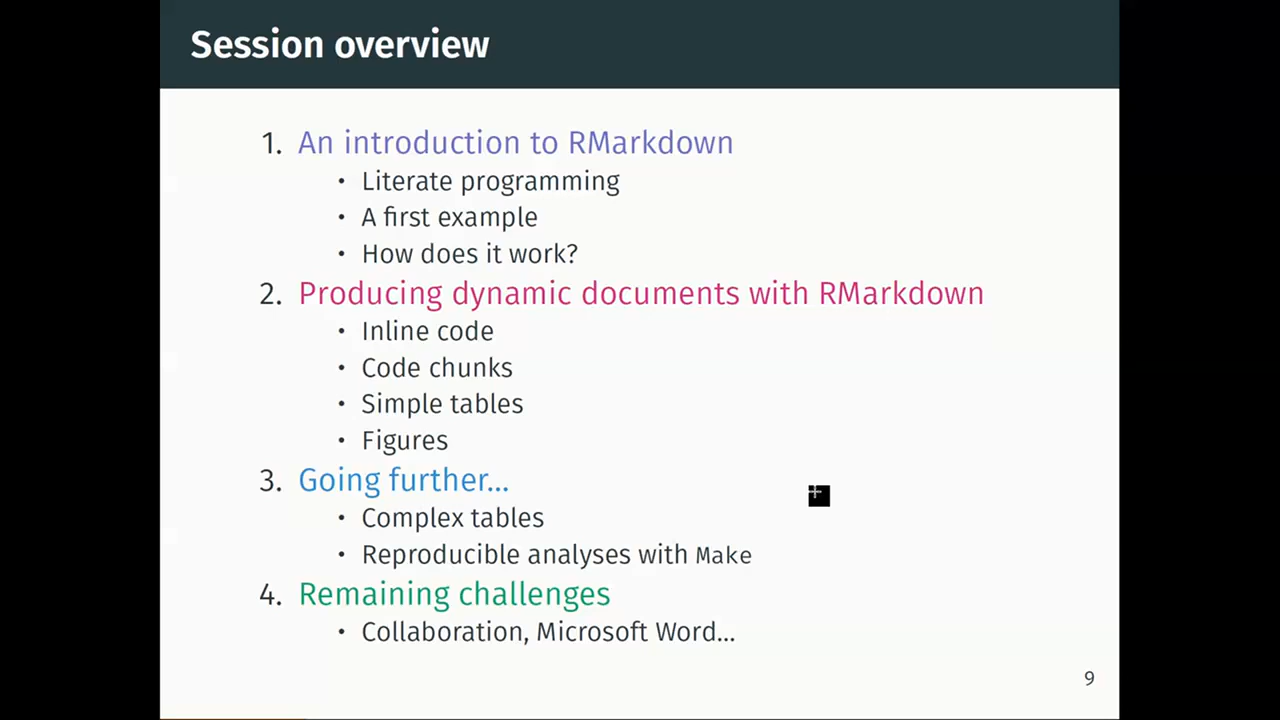 Session overview
1. An introduction to RMarkdown
• Literate programming
• A first example
• How does it work?
2. Producing dynamic documents with RMarkdown
• Inline code
• Code chunks
• Simple tables
• Figures
3. Going further...
• Complex tables
• Reproducible analyses with Make
4. Remaining challenges
• Collaboration, Microsoft Word...
9